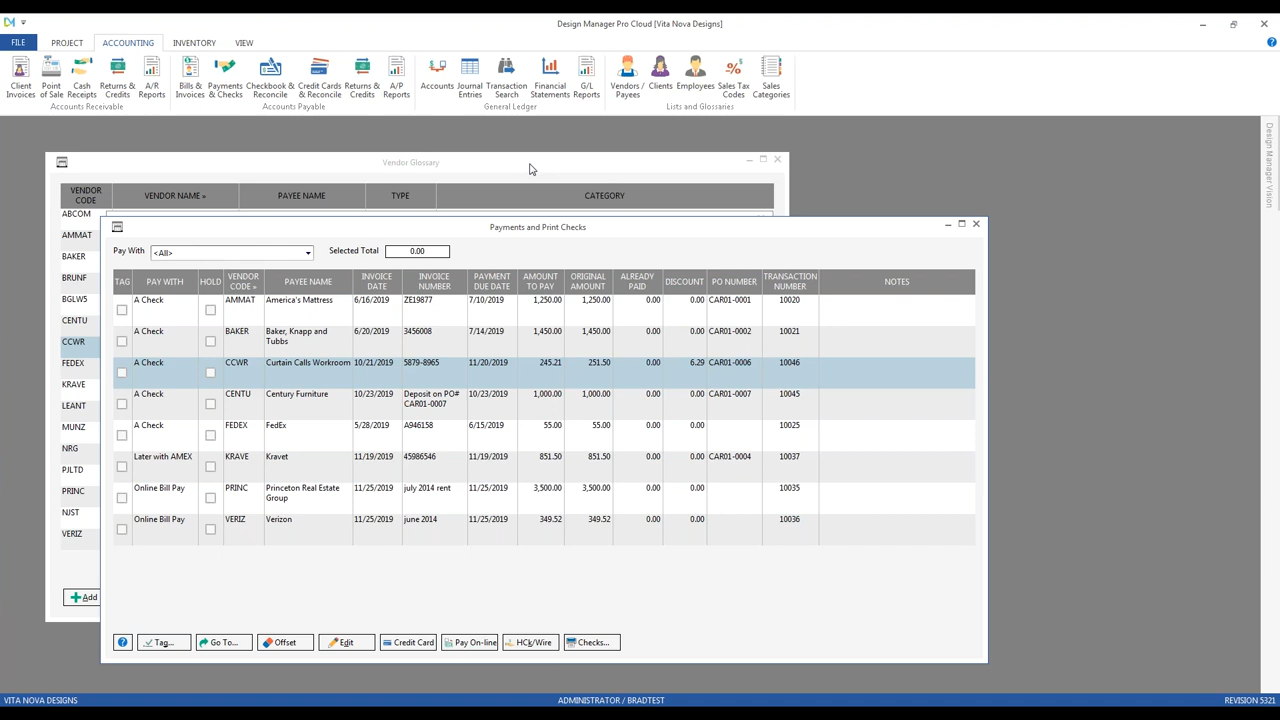 Design Manager Pro Cloud [Vita Nova Designs]
FILE PROJECT ACCOUNTING INVENTORY VIEW
Client Invoices Point of Sale Cash Receipts Returns & Credits A/R Reports Bills & Invoices Payments & Checks Checkbook & Reconcile Credit Cards & Reconcile Returns & Credits A/P Reports Accounts Journal Entries Transaction Search Financial Statements G/L Reports Vendors / Payees Clients Employees Sales Tax Codes Sales Categories
Accounts Receivable Accounts Payable General Ledger Lists and Glossaries
Design Manager Vision
Vendor Glossary
VENDOR CODE VENDOR NAME » PAYEE NAME TYPE CATEGORY
ABCOM
AMMAT
BAKER
BRUNF
BGLW5
CENTU
CCWR
FEDEX
KRAVE
LEANT
MUNZ
NRG
PJLTD
PRINC
NJST
VERIZ
Add
Payments and Print Checks
Pay With <All> Selected Total 0.00
TAG PAY WITH HOLD VENDOR CODE » PAYEE NAME INVOICE DATE INVOICE NUMBER PAYMENT DUE DATE AMOUNT TO PAY ORIGINAL AMOUNT ALREADY PAID DISCOUNT PO NUMBER TRANSACTION NUMBER NOTES
A Check AMMAT America's Mattress 6/16/2019 ZE19877 7/10/2019 1,250.00 1,250.00 0.00 0.00 CAR01-0001 10020
A Check BAKER Baker, Knapp and Tubbs 6/20/2019 3456008 7/14/2019 1,450.00 1,450.00 0.00 0.00 CAR01-0002 10021
A Check CCWR Curtain Calls Workroom 10/21/2019 5879-8965 11/20/2019 245.21 251.50 0.00 6.29 CAR01-0006 10046
A Check CENTU Century Furniture 10/23/2019 Deposit on PO# CAR01-0007 10/23/2019 1,000.00 1,000.00 0.00 0.00 CAR01-0007 10045
A Check FEDEX FedEx 5/28/2019 A946158 6/15/2019 55.00 55.00 0.00 0.00 10025
Later with AMEX KRAVE Kravet 11/19/2019 45986546 11/19/2019 851.50 851.50 0.00 0.00 CAR01-0004 10037
Online Bill Pay PRINC Princeton Real Estate Group 11/25/2019 july 2014 rent 11/25/2019 3,500.00 3,500.00 0.00 0.00 10035
Online Bill Pay VERIZ Verizon 11/25/2019 june 2014 11/25/2019 349.52 349.52 0.00 0.00 10036
Tag... Go To... Offset Edit Credit Card Pay On-line HCk/Wire Checks...
VITA NOVA DESIGNS ADMINISTRATOR / BRADTEST REVISION 5321